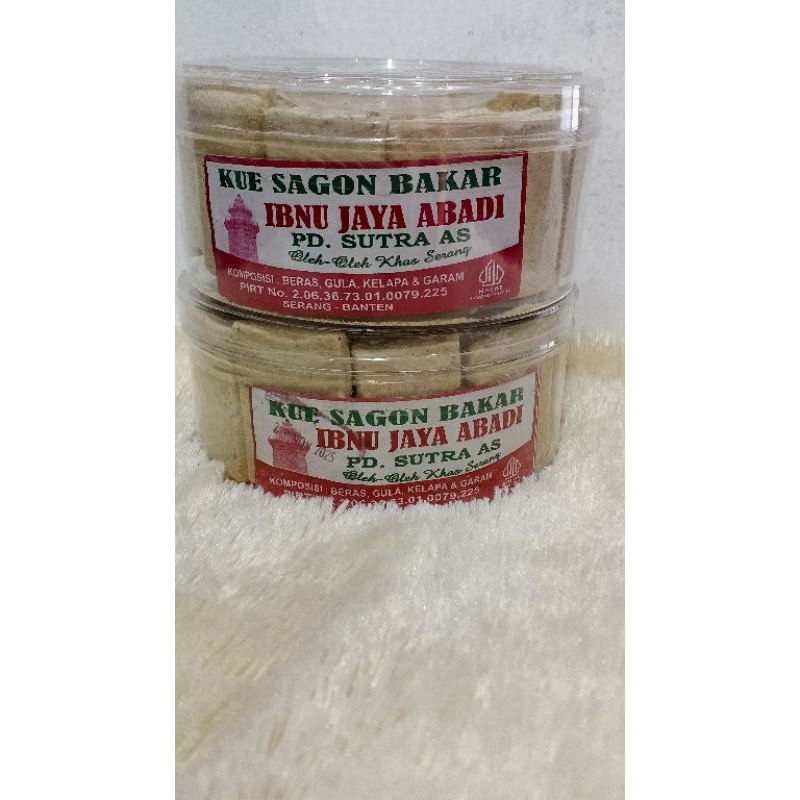 KUE SAGON BAKAR
IBNU JAYA ABADI
PD. SUTRA AS
Oleh-Oleh Khas Serang
KOMPOSISI : BERAS, GULA, KELAPA & GARAM
PIRT No. 2.06.36.73.01.0079.225
SERANG - BANTEN
HALAL
KUE SAGON BAKAR
IBNU JAYA ABADI
PD. SUTRA AS
Oleh-Oleh Khas Serang
KOMPOSISI : BERAS, GULA, KELAPA & GARAM